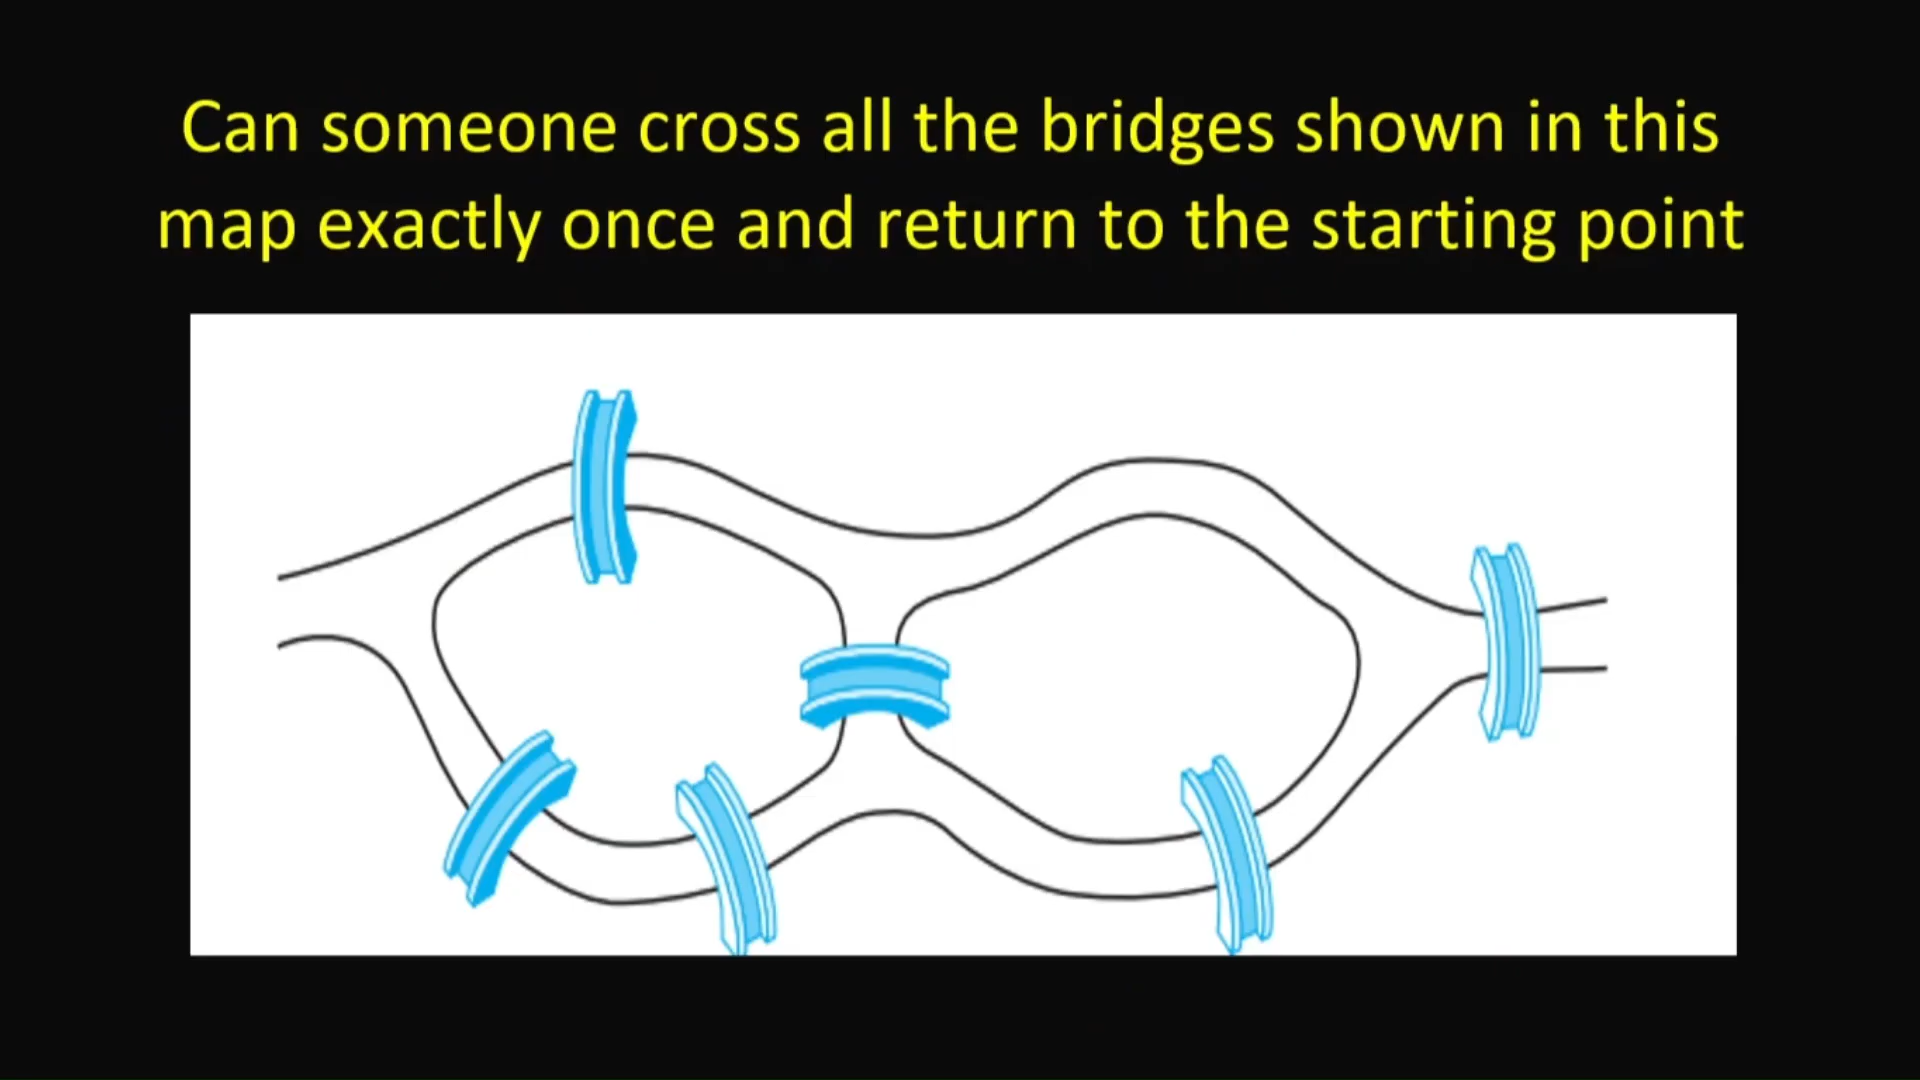 Can someone cross all the bridges shown in this
map exactly once and return to the starting point